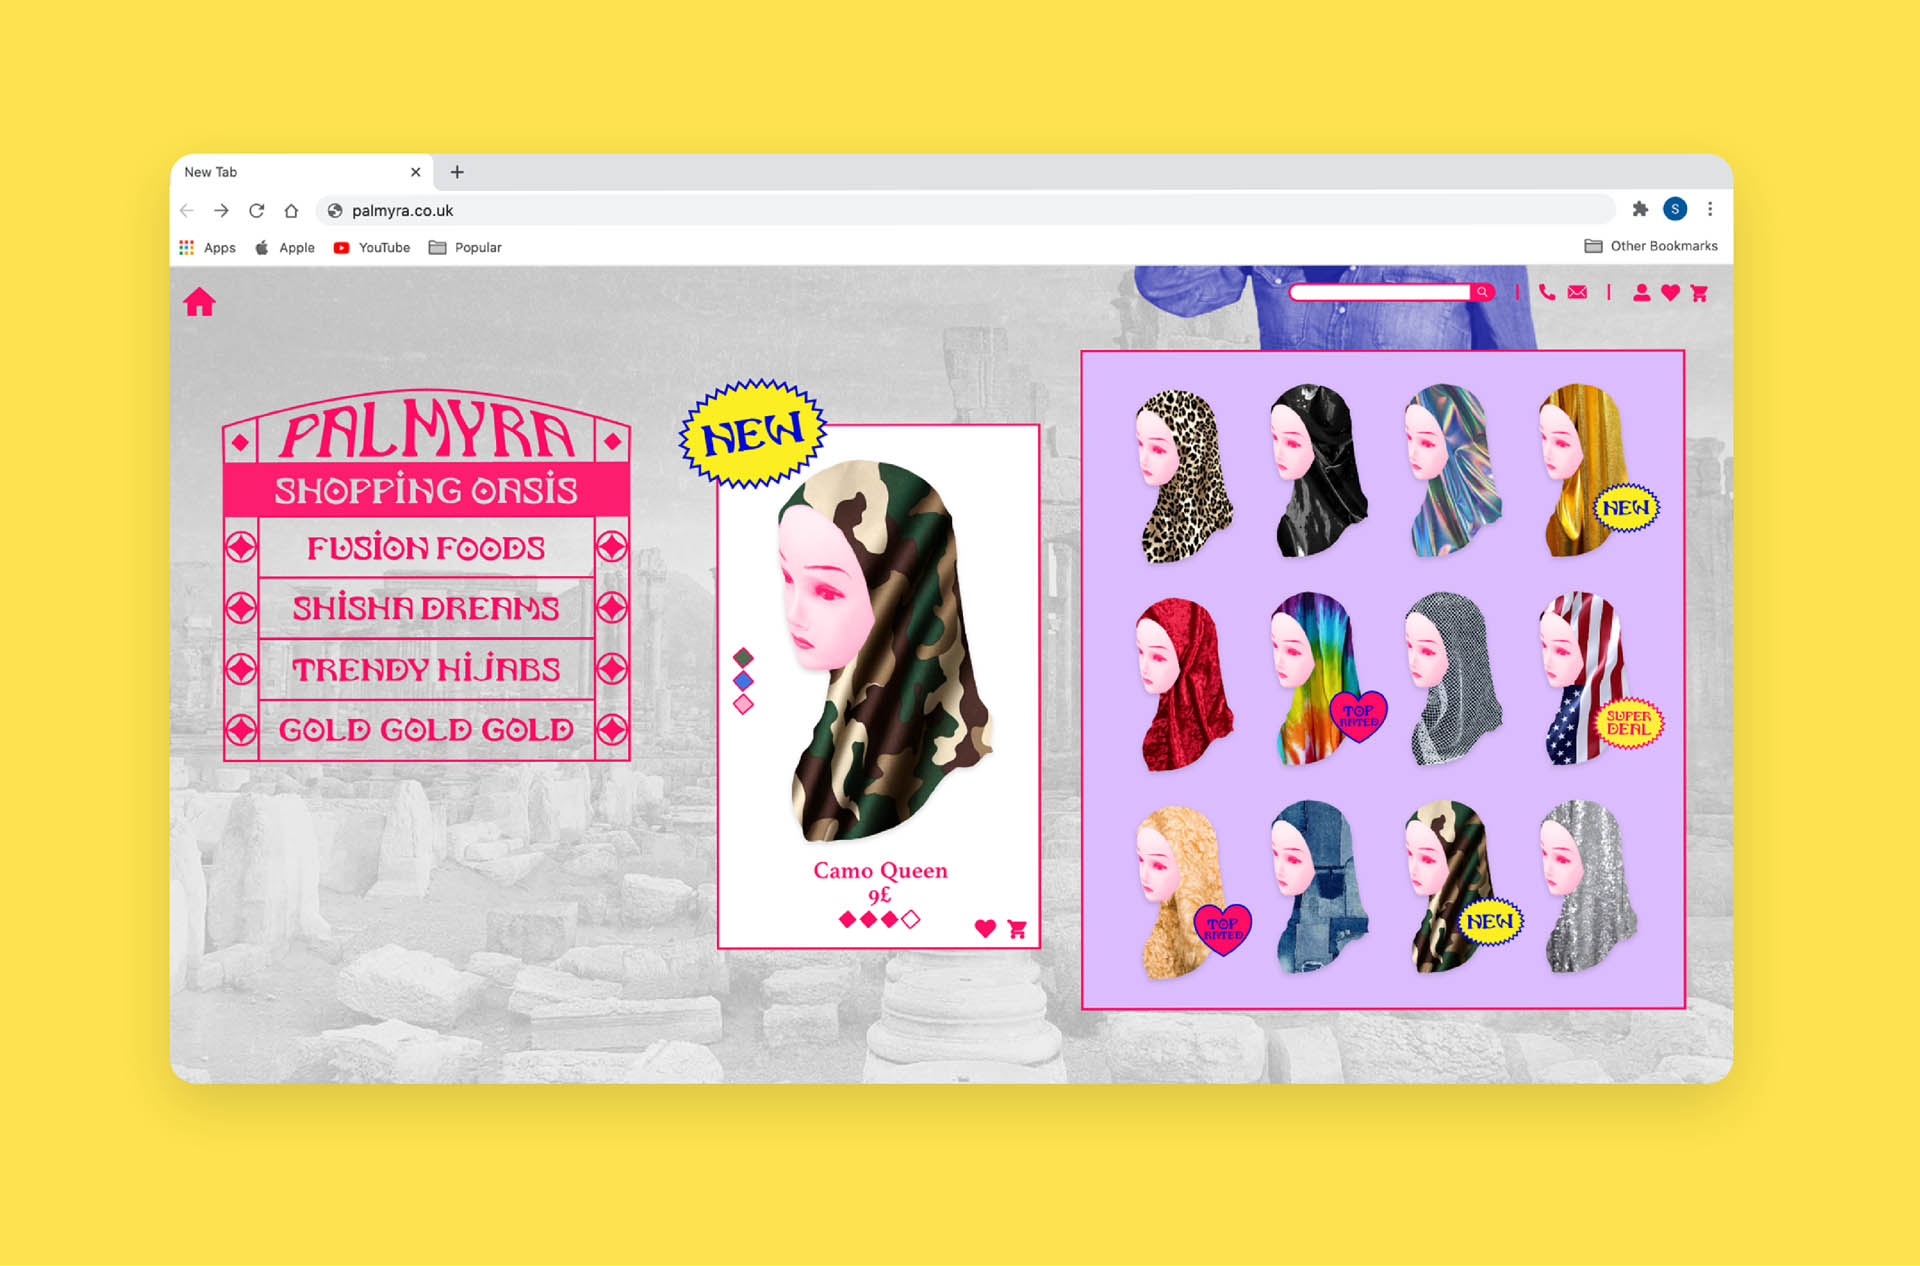 New Tab
palmyra.co.uk
S
Apps
Apple
YouTube
Popular
Other Bookmarks
PALMYRA
SHOPPING OASIS
FUSION FOODS
SHISHA DREAMS
TRENDY HIJABS
GOLD GOLD GOLD
NEW
Camo Queen
9£
NEW
TOP
RATED
SUPER
DEAL
TOP
RATED
NEW